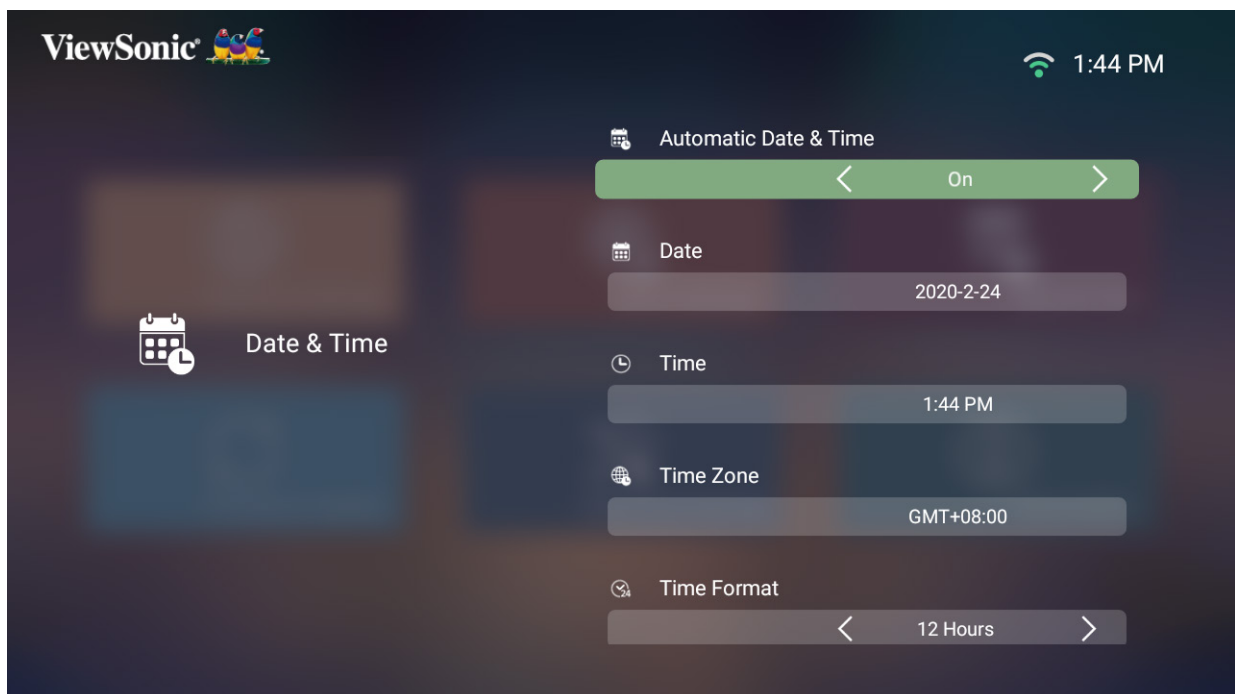 ViewSonic®
1:44 PM
Automatic Date & Time
On
Date
2020-2-24
Date & Time
Time
1:44 PM
Time Zone
GMT+08:00
24
Time Format
12 Hours